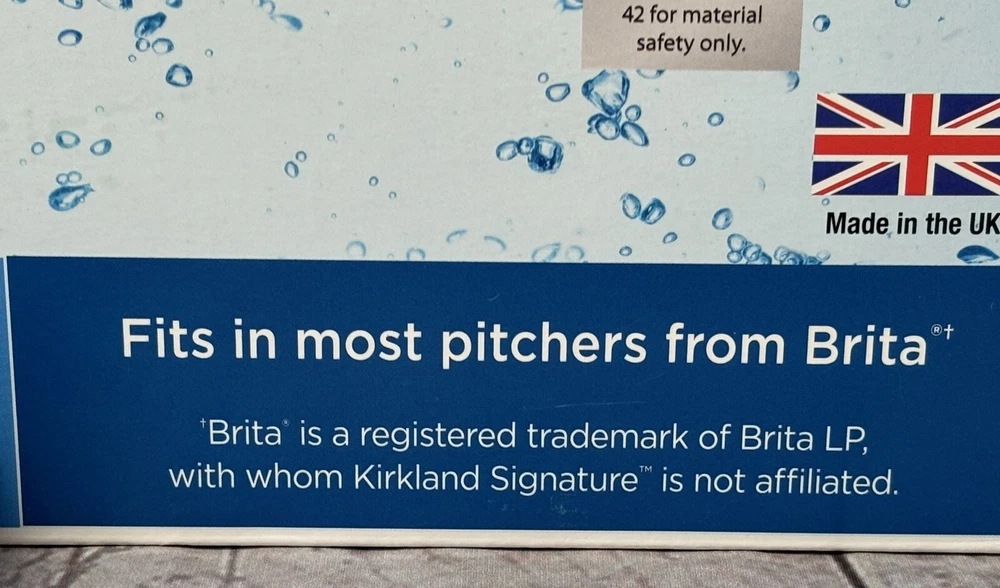 42 for material
safety only.
Made in the UK
Fits in most pitchers from Brita®†
†Brita® is a registered trademark of Brita LP,
with whom Kirkland Signature™ is not affiliated.